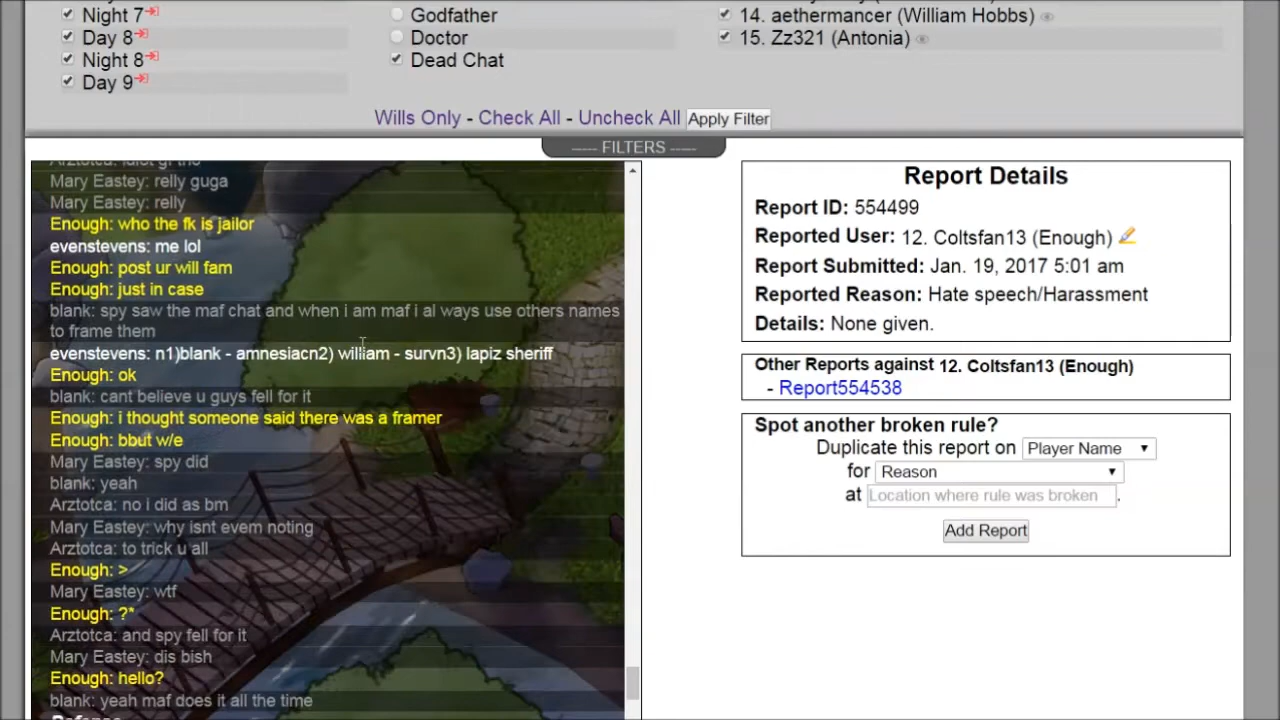 Night 7
Day 8
Night 8
Day 9
Godfather
Doctor
Dead Chat
14. aethermancer (William Hobbs)
15. Zz321 (Antonia)
Wills Only - Check All - Uncheck All Apply Filter
----- FILTERS -----
Mary Eastey: relly guga
Mary Eastey: relly
Enough: who the fk is jailor
evenstevens: me lol
Enough: post ur will fam
Enough: just in case
blank: spy saw the maf chat and when i am maf i al ways use others names
to frame them
evenstevens: n1)blank - amnesiacn2) william - survn3) lapiz sheriff
Enough: ok
blank: cant believe u guys fell for it
Enough: i thought someone said there was a framer
Enough: bbut w/e
Mary Eastey: spy did
blank: yeah
Arztotca: no i did as bm
Mary Eastey: why isnt evem noting
Arztotca: to trick u all
Enough: >
Mary Eastey: wtf
Enough: ?*
Arztotca: and spy fell for it
Mary Eastey: dis bish
Enough: hello?
blank: yeah maf does it all the time
Report Details
Report ID: 554499
Reported User: 12. Coltsfan13 (Enough)
Report Submitted: Jan. 19, 2017 5:01 am
Reported Reason: Hate speech/Harassment
Details: None given.
Other Reports against 12. Coltsfan13 (Enough)
- Report554538
Spot another broken rule?
Duplicate this report on Player Name
for Reason
at Location where rule was broken .
Add Report